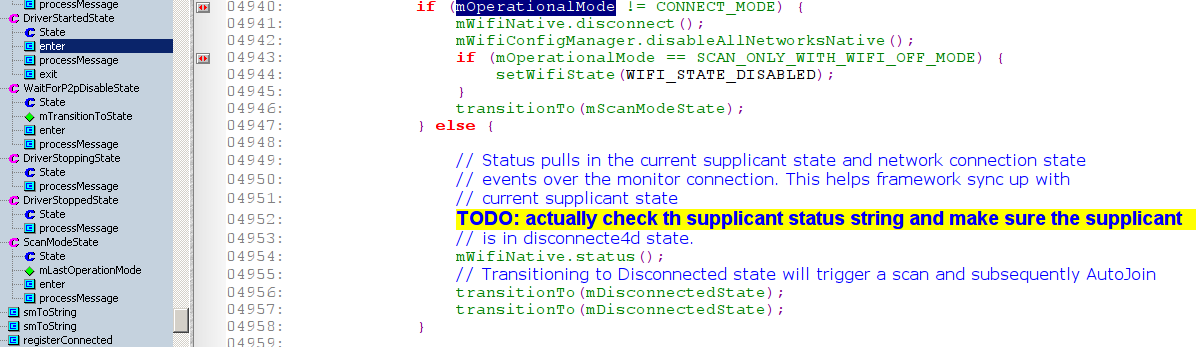 processMessage
DriverStartedState
State
enter
processMessage
exit
WaitForP2pDisableState
State
mTransitionToState
enter
processMessage
DriverStoppingState
State
processMessage
DriverStoppedState
State
processMessage
ScanModeState
State
mLastOperationMode
enter
processMessage
smToString
smToString
registerConnected
04940: if (mOperationalMode != CONNECT_MODE) {
04941: mWifiNative.disconnect();
04942: mWifiConfigManager.disableAllNetworksNative();
04943: if (mOperationalMode == SCAN_ONLY_WITH_WIFI_OFF_MODE) {
04944: setWifiState(WIFI_STATE_DISABLED);
04945: }
04946: transitionTo(mScanModeState);
04947: } else {
04948:
04949: // Status pulls in the current supplicant state and network connection state
04950: // events over the monitor connection. This helps framework sync up with
04951: // current supplicant state
04952: TODO: actually check th supplicant status string and make sure the supplicant
04953: // is in disconnecte4d state.
04954: mWifiNative.status();
04955: // Transitioning to Disconnected state will trigger a scan and subsequently AutoJoin
04956: transitionTo(mDisconnectedState);
04957: transitionTo(mDisconnectedState);
04958: }
04959: